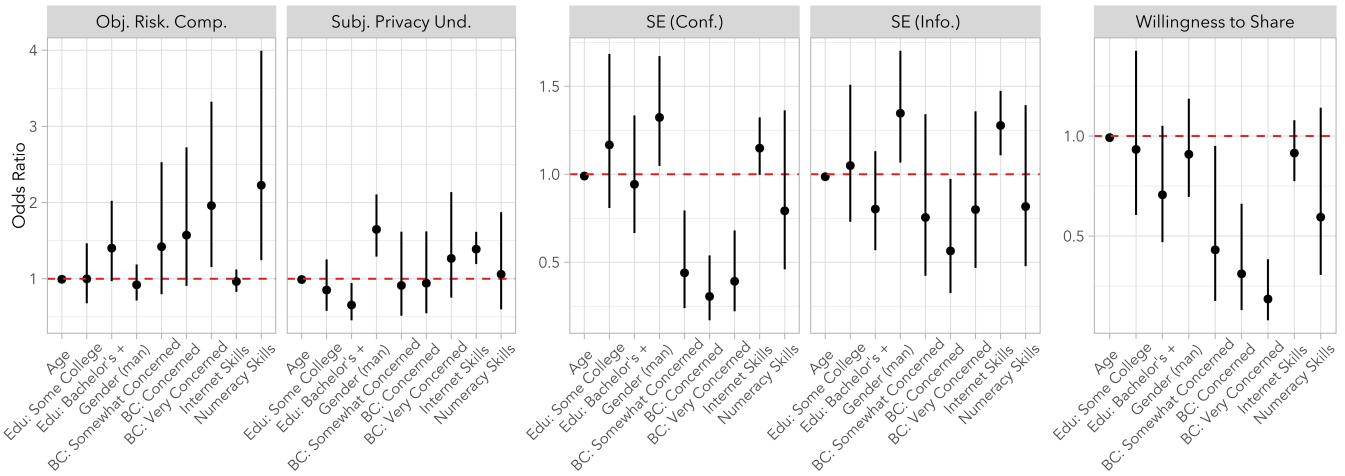 Obj. Risk. Comp.
Subj. Privacy Und.
SE (Conf.)
SE (Info.)
Willingness to Share
Odds Ratio
4
3
2
1
1.5
1.0
0.5
1.0
0.5
Age
Edu: Some College
Edu: Bachelor's +
Gender (man)
BC: Somewhat Concerned
BC: Concerned
BC: Very Concerned
Internet Skills
Numeracy Skills
Age
Edu: Some College
Edu: Bachelor's +
Gender (man)
BC: Somewhat Concerned
BC: Concerned
BC: Very Concerned
Internet Skills
Numeracy Skills
Age
Edu: Some College
Edu: Bachelor's +
Gender (man)
BC: Somewhat Concerned
BC: Concerned
BC: Very Concerned
Internet Skills
Numeracy Skills
Age
Edu: Some College
Edu: Bachelor's +
Gender (man)
BC: Somewhat Concerned
BC: Concerned
BC: Very Concerned
Internet Skills
Numeracy Skills
Age
Edu: Some College
Edu: Bachelor's +
Gender (man)
BC: Somewhat Concerned
BC: Concerned
BC: Very Concerned
Internet Skills
Numeracy Skills